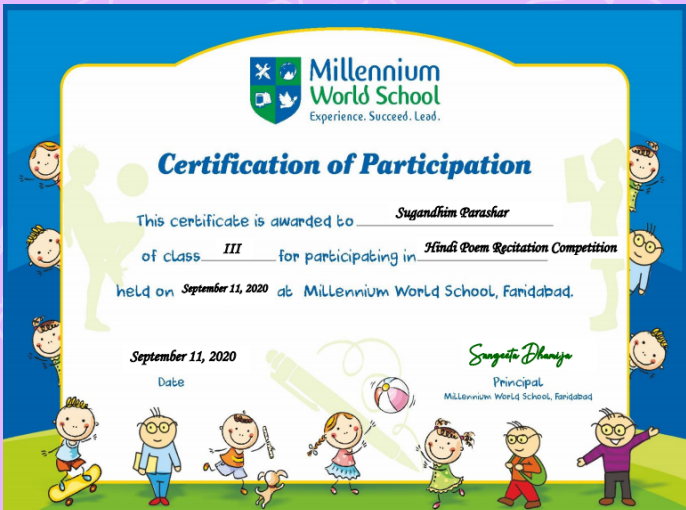 Millennium
World School
Experience. Succeed. Lead.
Certification of Participation
This certificate is awarded to Sugandhim Parashar
of class III for participating in Hindi Poem Recitation Competition
held on September 11, 2020 at Millennium World School, Faridabad.
September 11, 2020 Sangeeta Dhanija
Date Principal
Millennium World School, Faridabad